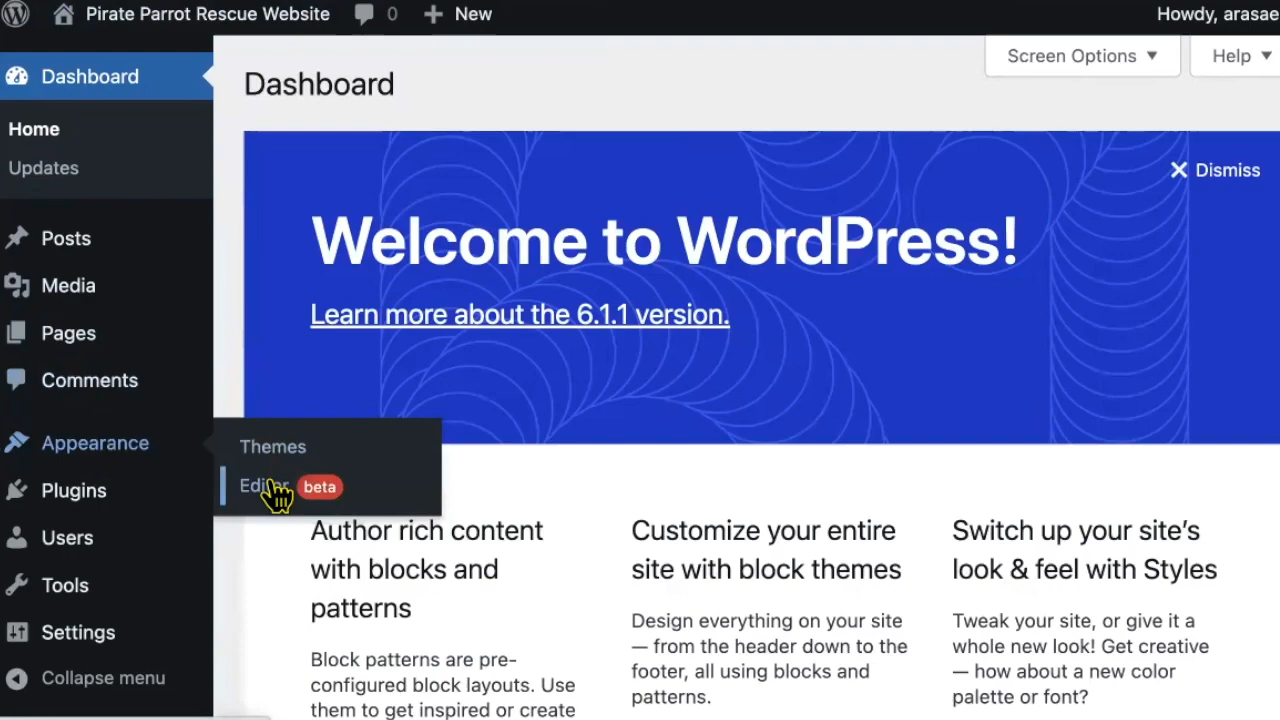 Pirate Parrot Rescue Website 0 New Howdy, arasae
Screen Options Help
Dashboard
Home
Updates
Posts
Media
Pages
Comments
Appearance
Plugins
Users
Tools
Settings
Collapse menu
Themes
Editor beta
Dashboard
Dismiss
Welcome to WordPress!
Learn more about the 6.1.1 version.
Author rich content
with blocks and
patterns
Block patterns are pre-
configured block layouts. Use
them to get inspired or create
Customize your entire
site with block themes
Design everything on your site
— from the header down to the
footer, all using blocks and
patterns.
Switch up your site’s
look & feel with Styles
Tweak your site, or give it a
whole new look! Get creative
— how about a new color
palette or font?